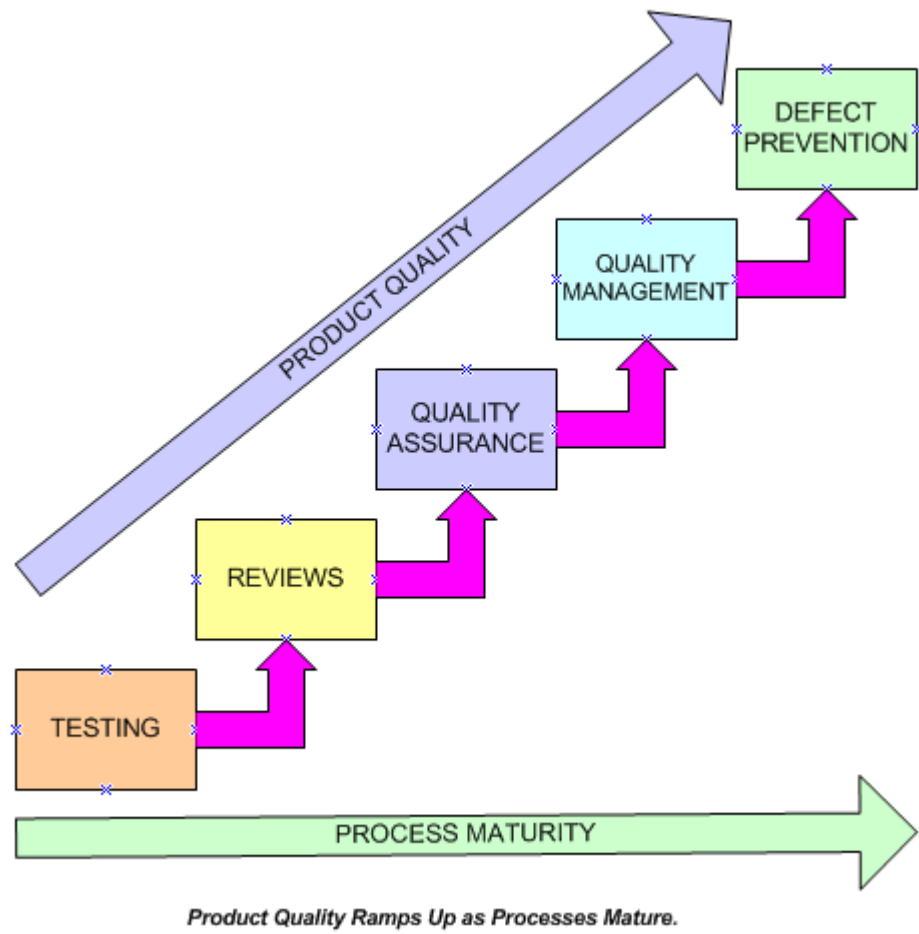 DEFECT
PREVENTION
QUALITY
MANAGEMENT
PRODUCT QUALITY
QUALITY
ASSURANCE
REVIEWS
TESTING
PROCESS MATURITY
Product Quality Ramps Up as Processes Mature.